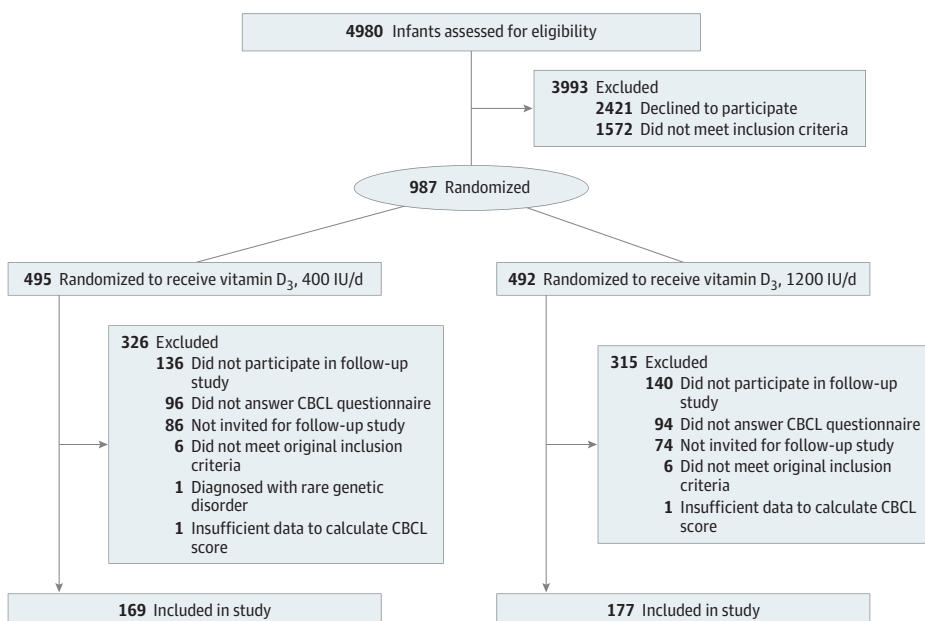 4980 Infants assessed for eligibility
3993 Excluded
2421 Declined to participate
1572 Did not meet inclusion criteria
987 Randomized
495 Randomized to receive vitamin D3, 400 IU/d
492 Randomized to receive vitamin D3, 1200 IU/d
326 Excluded
136 Did not participate in follow-up
study
96 Did not answer CBCL questionnaire
86 Not invited for follow-up study
6 Did not meet original inclusion
criteria
1 Diagnosed with rare genetic
disorder
1 Insufficient data to calculate CBCL
score
315 Excluded
140 Did not participate in follow-up
study
94 Did not answer CBCL questionnaire
74 Not invited for follow-up study
6 Did not meet original inclusion
criteria
1 Insufficient data to calculate CBCL
score
169 Included in study
177 Included in study